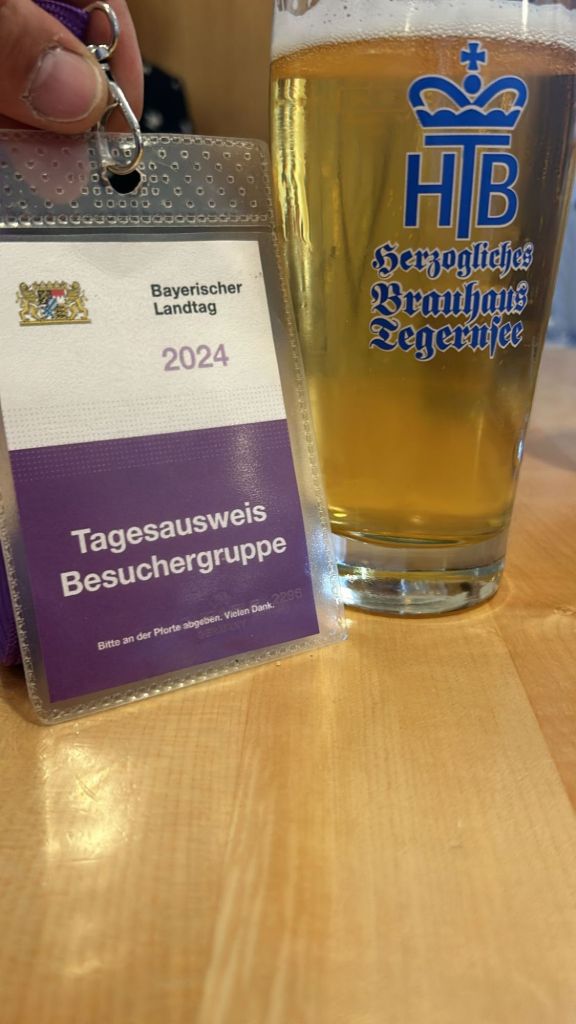 Bayerischer
Landtag
2024
Tagesausweis
Besuchergruppe
Bitte an der Pforte abgeben. Vielen Dank.
HTB
Herzogliches
Brauhaus
Tegernsee